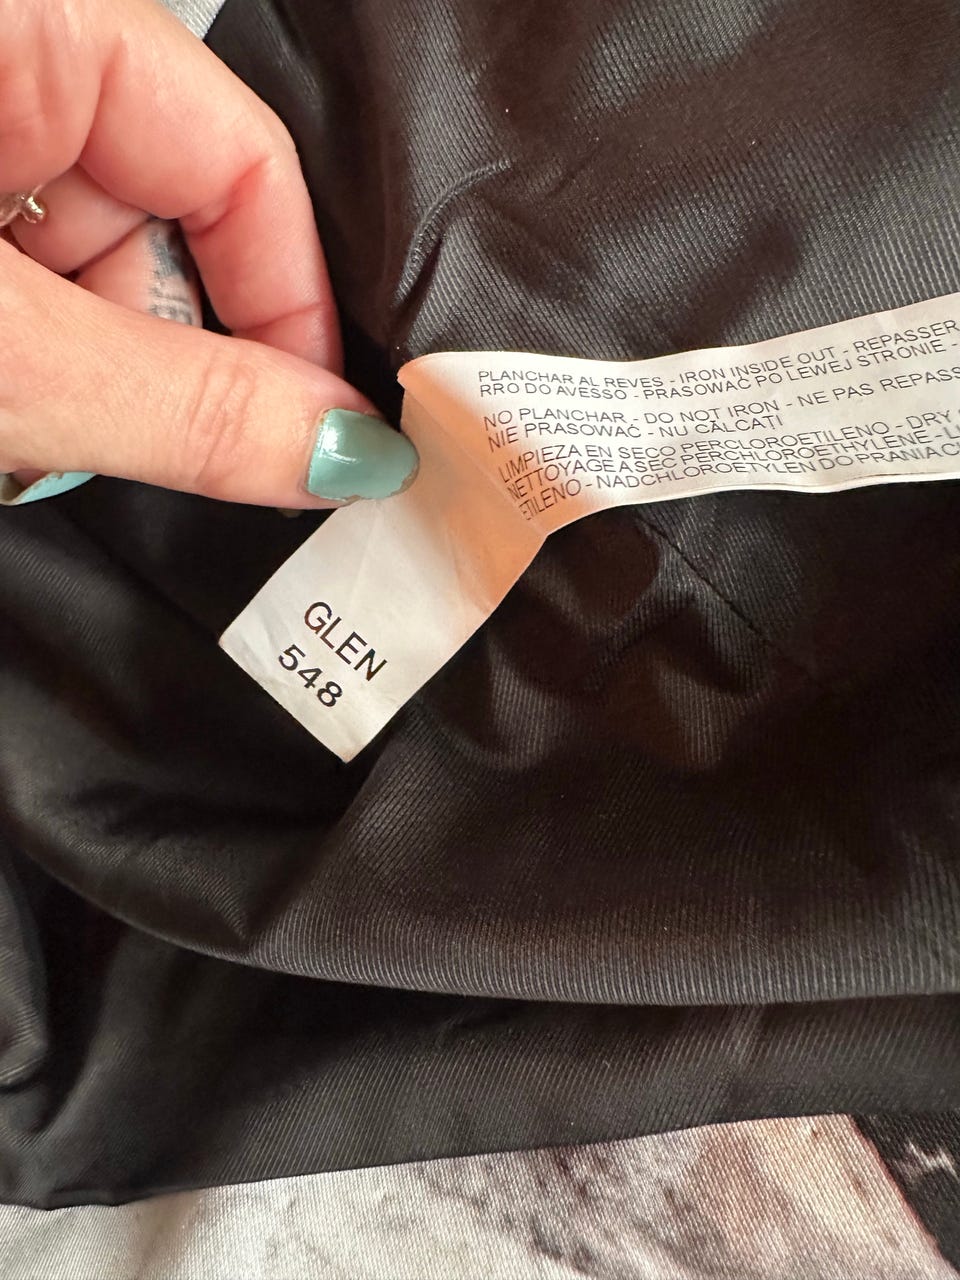 PLANCHAR AL REVES - IRON INSIDE OUT - REPASSER
RRO DO AVESSO - PRASOWAĆ PO LEWEJ STRONIE -
NO PLANCHAR - DO NOT IRON - NE PAS REPASS
NIE PRASOWAĆ - NU CĂLCATI
LIMPIEZA EN SECO PERCLOROETILENO - DRY
NETTOYAGE A SEC PERCHLOROETHYLENE - L
ETILENO - NADCHLOROETYLEN DO PRANIA C
GLEN
548